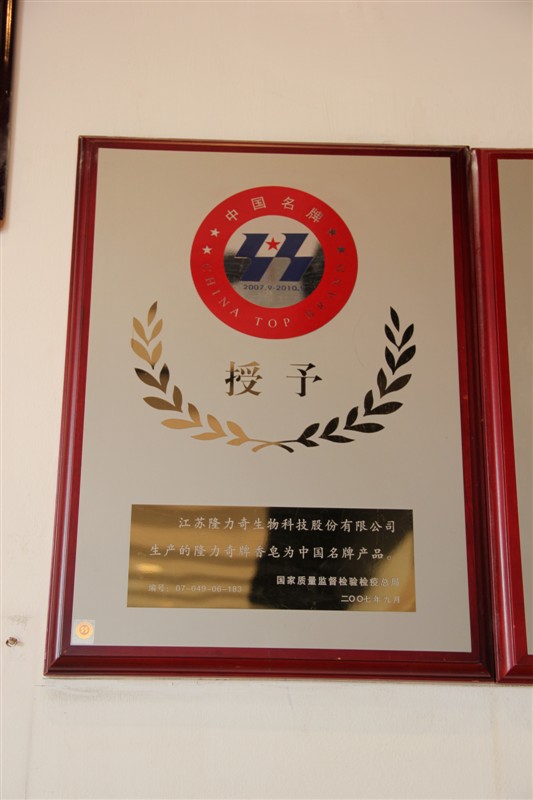 中国名牌
2007.9-2010.9
CHINA TOP BRAND
授予
江苏隆力奇生物科技股份有限公司
生产的隆力奇牌香皂为中国名牌产品。
国家质量监督检验检疫总局
编号：07-049-06-183
二〇〇七年九月